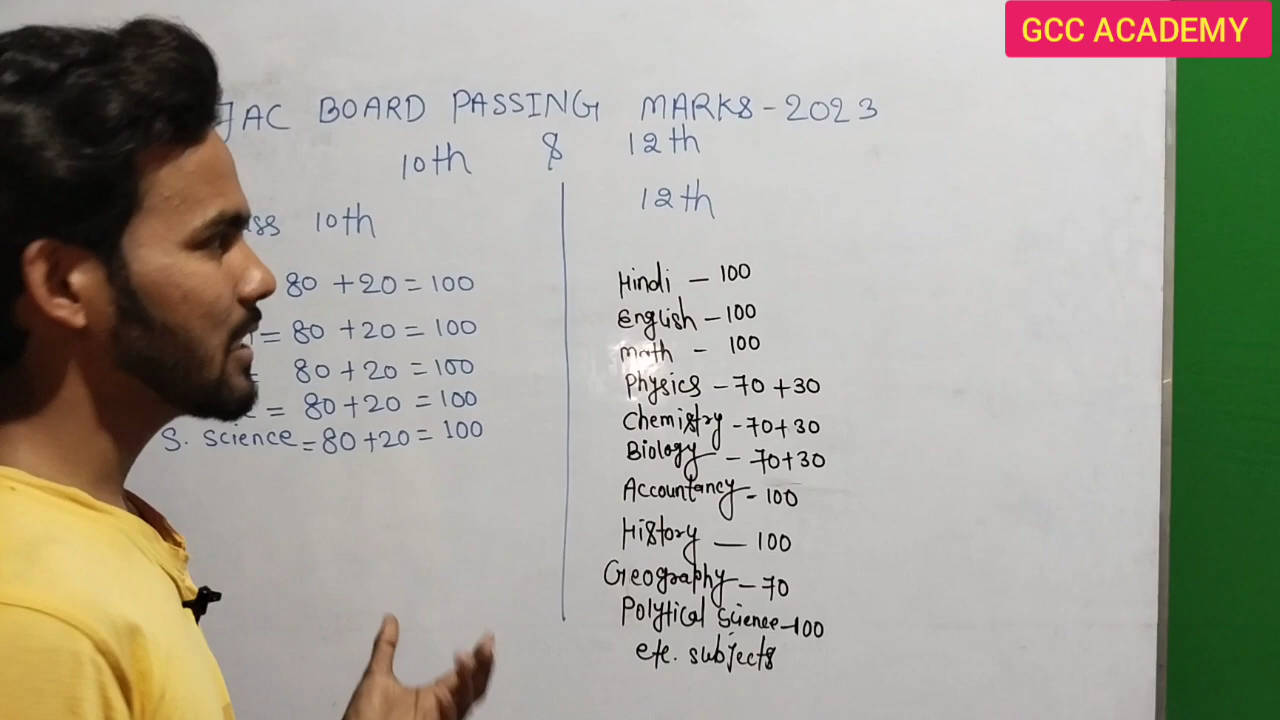 GCC ACADEMY
JAC BOARD PASSING MARKS - 2023
10th & 12th
10th
80 + 20 = 100
= 80 + 20 = 100
= 80 + 20 = 100
= 80 + 20 = 100
S. Science = 80 + 20 = 100
12th
Hindi - 100
English - 100
math - 100
Physics - 70 + 30
Chemistry - 70 + 30
Biology - 70 + 30
Accountancy - 100
History - 100
Geography - 70
Polytical Science - 100
etc. subjects